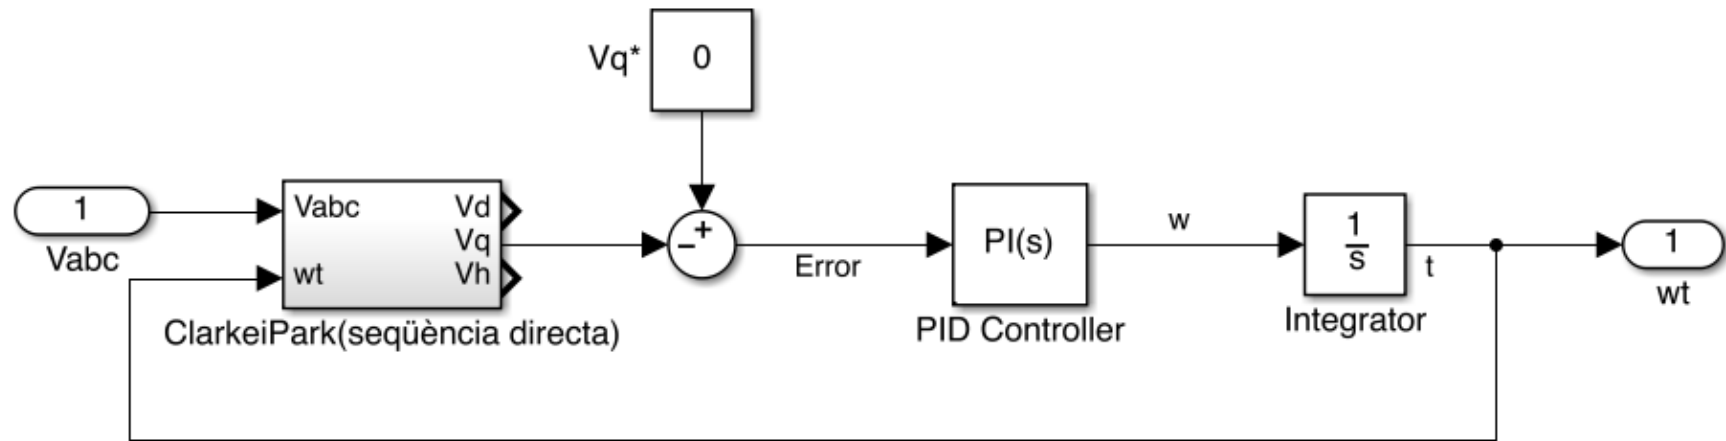 Vq*
0
1
Vabc
Vabc
wt
Vd
Vq
Vh
ClarkeiPark(seqüència directa)
− +
Error
PI(s)
PID Controller
w
1
s
Integrator
t
1
wt